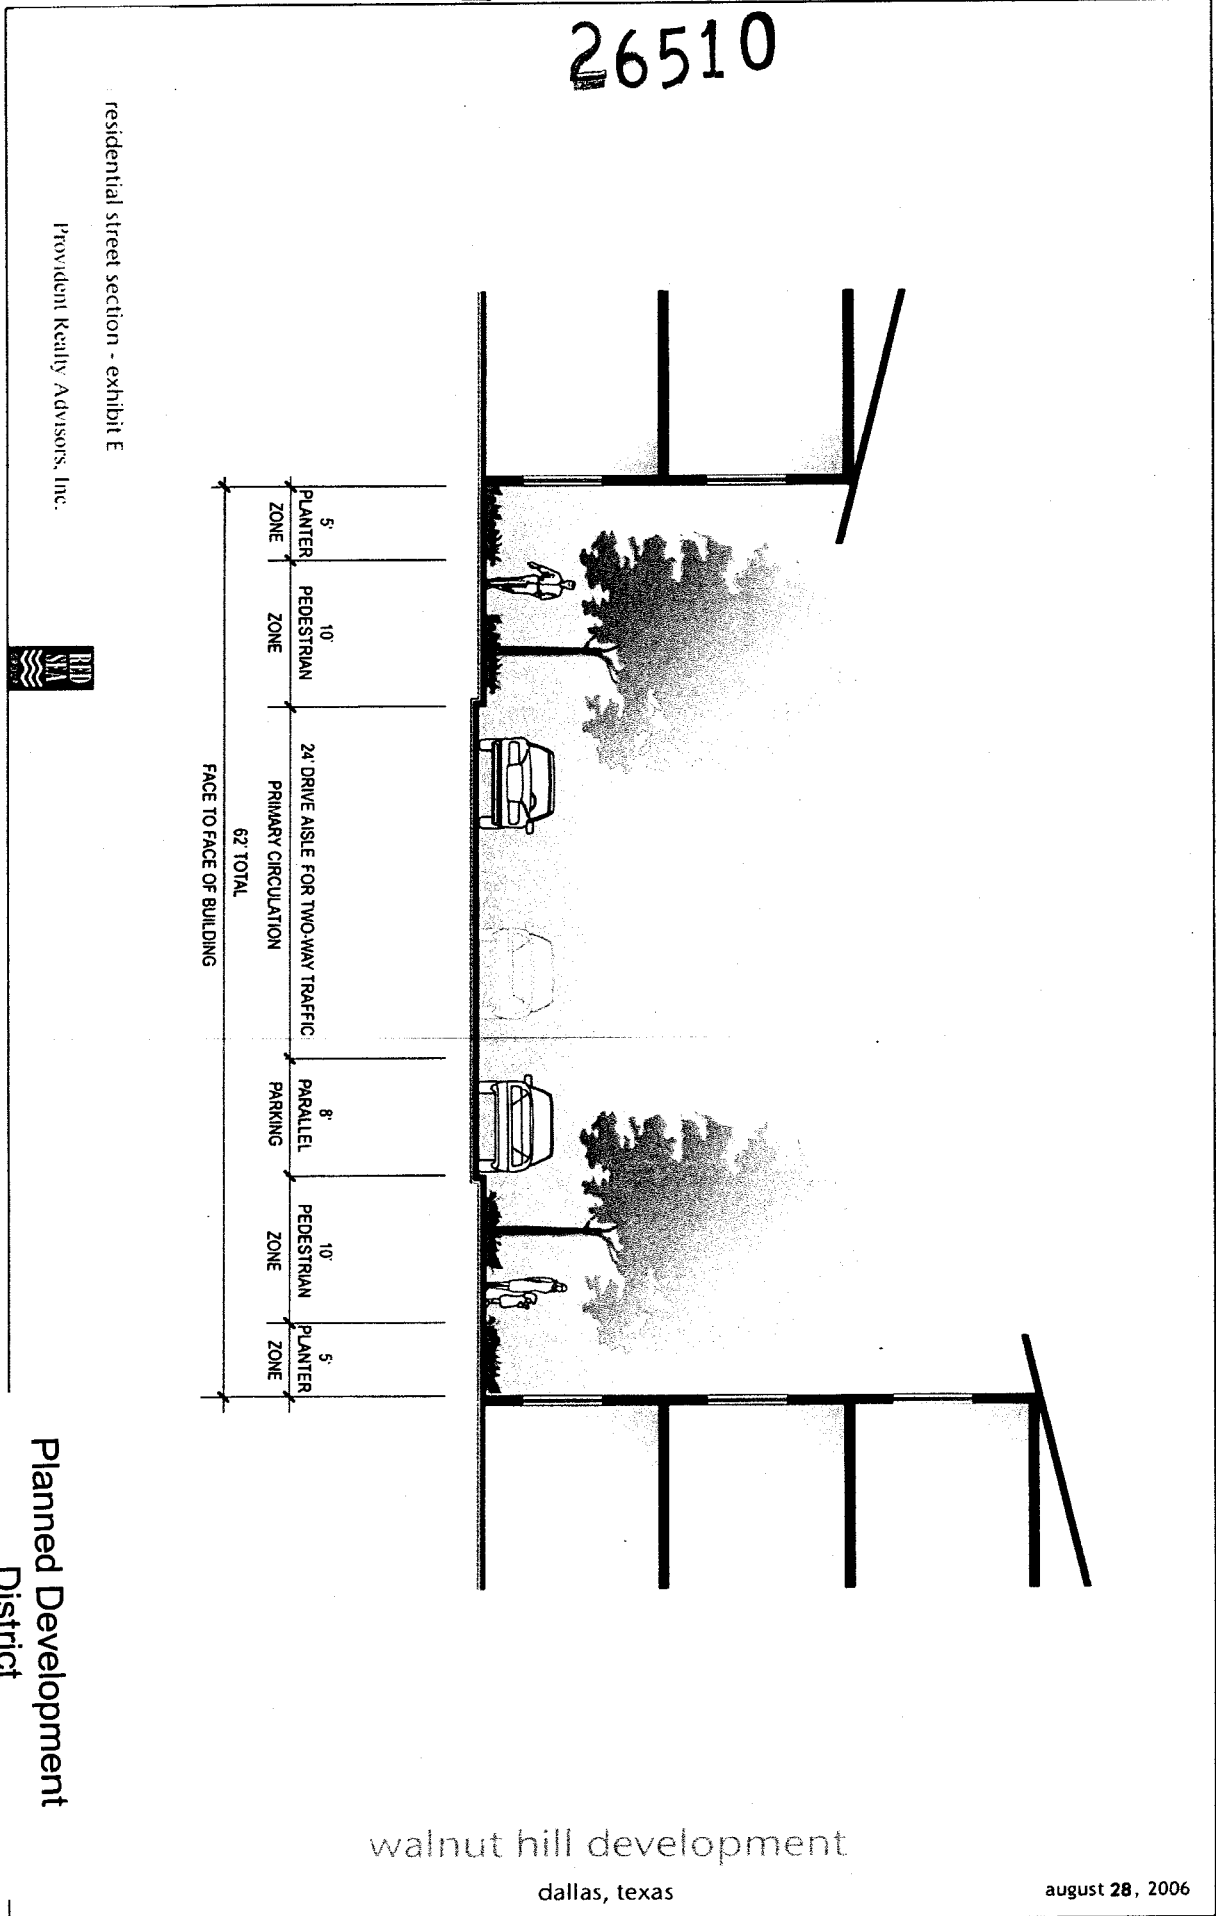 26510
residential street section - exhibit E
Provident Realty Advisors, Inc.
5'
PLANTER
ZONE
10'
PEDESTRIAN
ZONE
24' DRIVE AISLE FOR TWO-WAY TRAFFIC
PRIMARY CIRCULATION
8'
PARALLEL
PARKING
10'
PEDESTRIAN
ZONE
5'
PLANTER
ZONE
62' TOTAL
FACE TO FACE OF BUILDING
RED
SEA
Planned Development
District
walnut hill development
dallas, texas
august 28, 2006